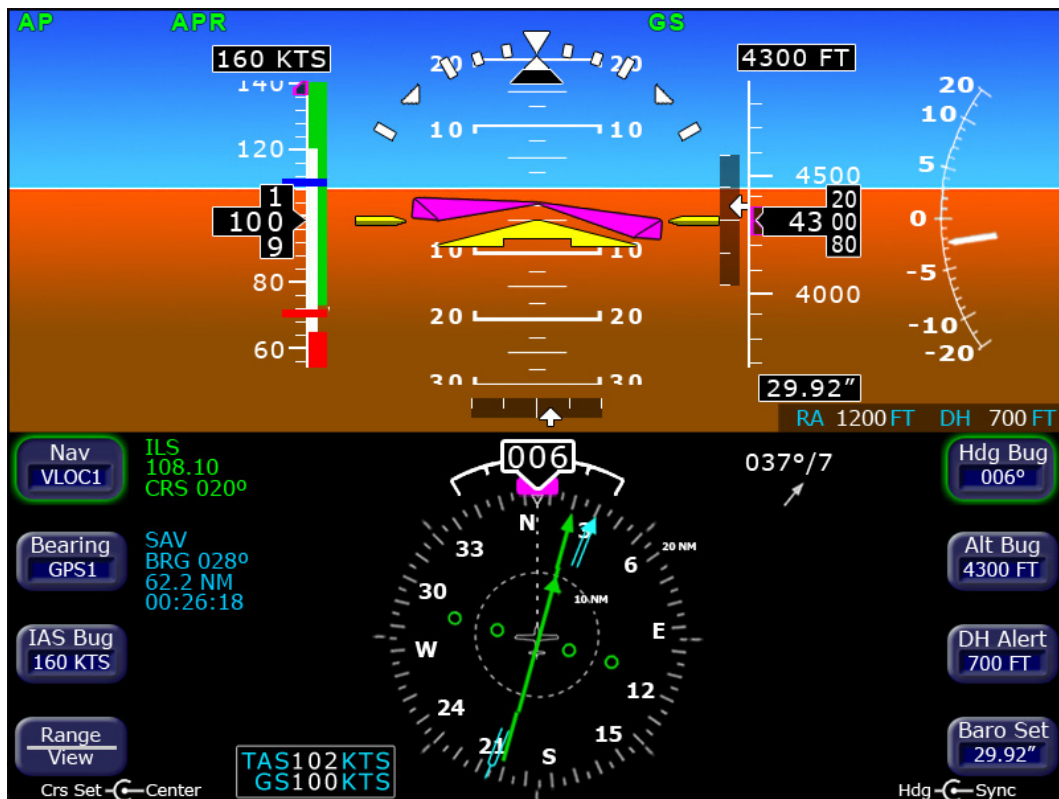 AP APR GS
160 KTS
4300 FT
20 20
10 10
10 10
20 20
30 30
140
120
1
100
9
80
60
4500
20
43 00
80
4000
20
10
5
0
-5
-10
-20
29.92”
RA 1200 FT DH 700 FT
Nav
VLOC1
ILS
108.10
CRS 020º
Bearing
GPS1
SAV
BRG 028º
62.2 NM
00:26:18
IAS Bug
160 KTS
Range
View
Crs Set Center
006
037°/7
N
3
6
E
12
15
S
21
24
W
30
33
20 NM
10 NM
TAS102KTS
GS100KTS
Hdg Bug
006º
Alt Bug
4300 FT
DH Alert
700 FT
Baro Set
29.92”
Hdg Sync